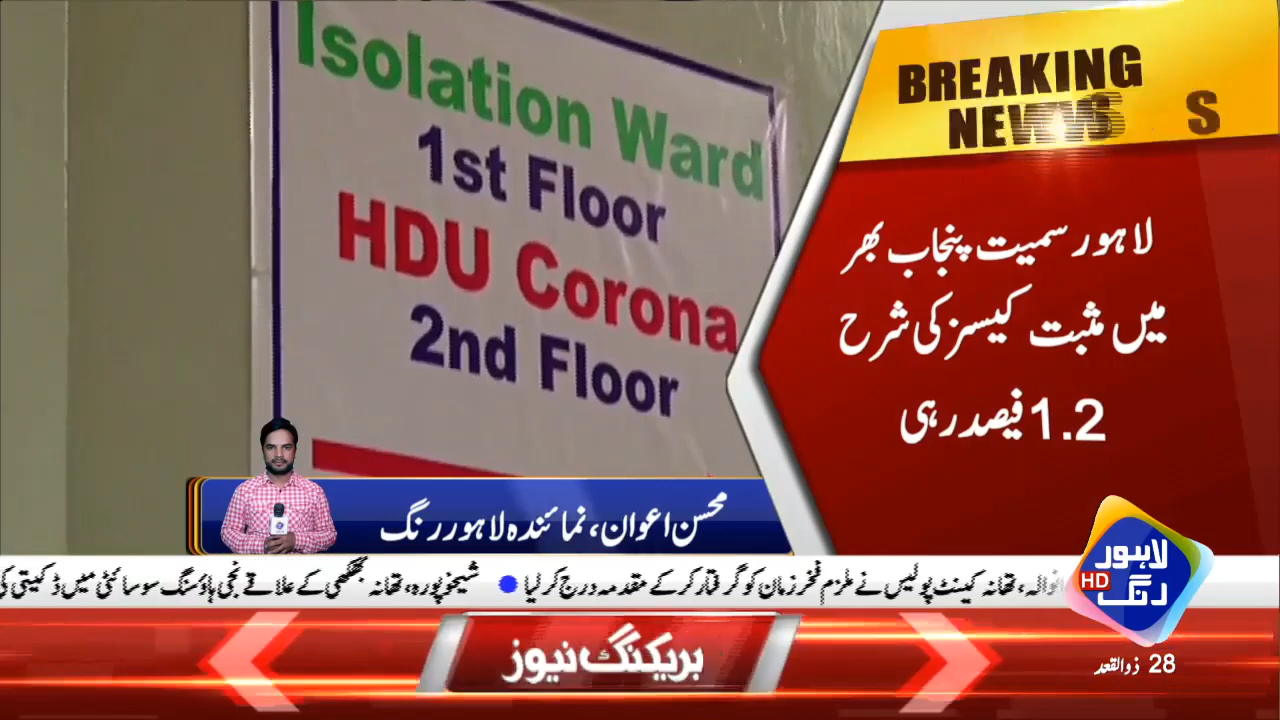 Isolation Ward
1st Floor
HDU Corona
2nd Floor
BREAKING
NEWS
لاہور سمیت پنجاب بھر
میں مثبت کیسز کی شرح
1.2 فیصد رہی
محسن اعوان، نمائندہ لاہور رنگ
تھانہ کینٹ پولیس نے ملزم فخر زمان کو گرفتار کر کے مقدمہ درج کر لیا ● شیخوپورہ، تھانہ بھکھی کے علاقے نجی ہاؤسنگ سوسائٹی میں ڈکیتی کی
لاہور
رنگ HD
بریکنگ نیوز
28 ذوالقعد